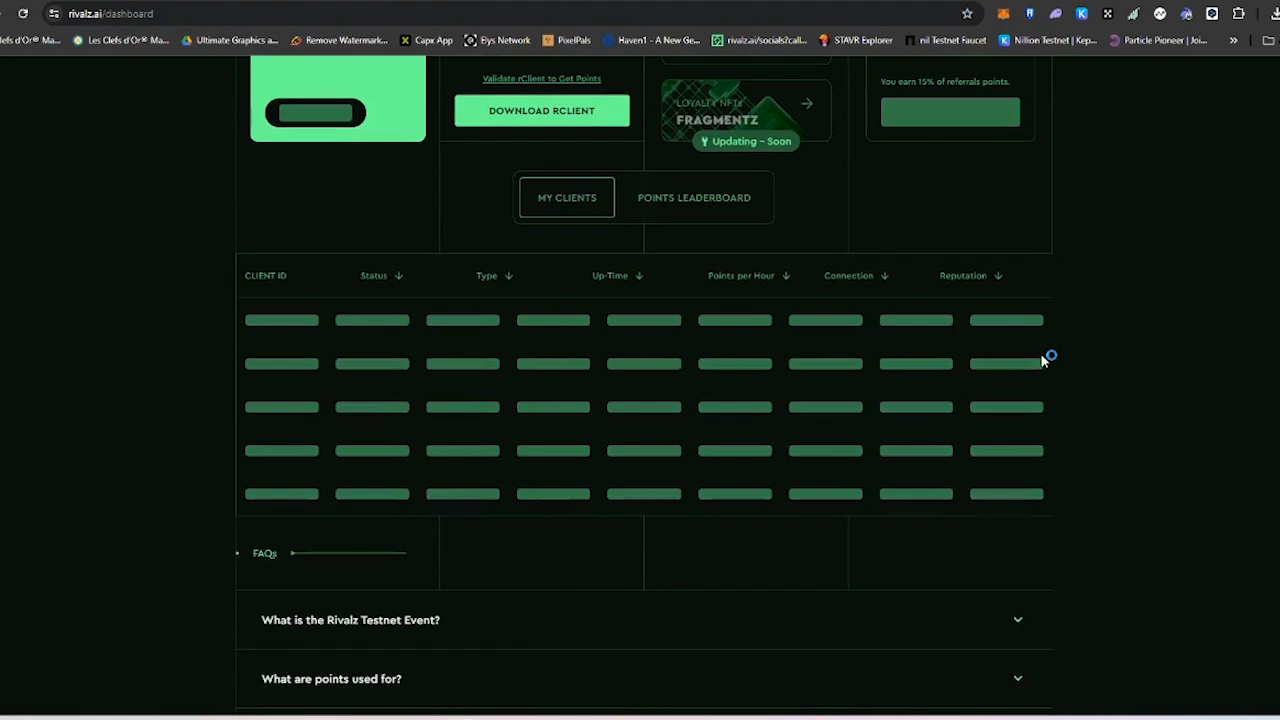 rivalz.ai/dashboard
Les Clefs d'Or® Ma...
Ultimate Graphics a...
Remove Watermark...
Capx App
Elys Network
PixelPals
Haven1 - A New Ge...
rivalz.ai/socials?call...
STAVR Explorer
nil Testnet Faucet
Nillion Testnet | Kep...
Particle Pioneer | Joi...
»
Validate rClient to Get Points
DOWNLOAD RCLIENT
LOYALTY NFTs
FRAGMENTZ
Updating - Soon
You earn 15% of referrals points.
MY CLIENTS
POINTS LEADERBOARD
CLIENT ID
Status
Type
Up-Time
Points per Hour
Connection
Reputation
FAQs
What is the Rivalz Testnet Event?
What are points used for?